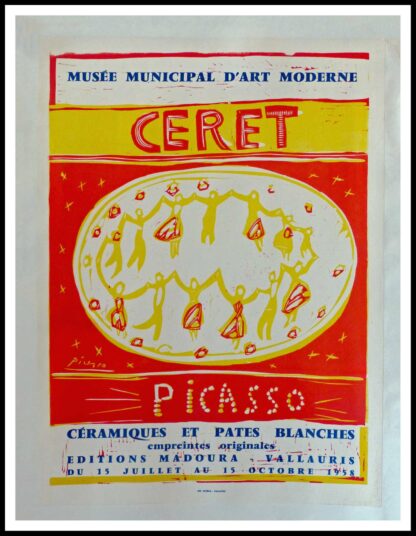 MUSÉE MUNICIPAL D'ART MODERNE
CERET
Picasso
PiCASSO
CÉRAMIQUES ET PATES BLANCHES
empreintes originales
EDITIONS MADOURA - VALLAURIS
DU 15 JUILLET AU 15 OCTOBRE 1958